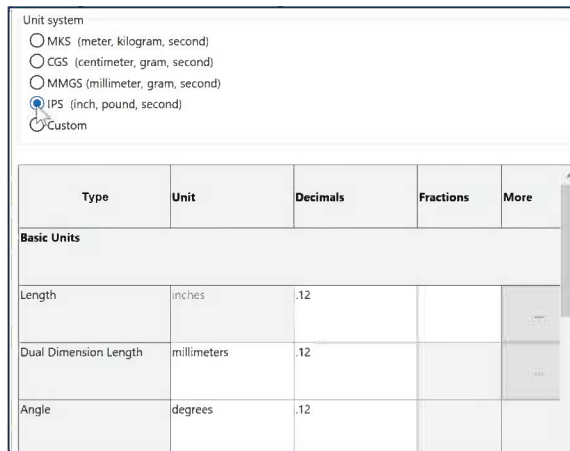 Unit system
MKS (meter, kilogram, second)
CGS (centimeter, gram, second)
MMGS (millimeter, gram, second)
IPS (inch, pound, second)
Custom
Type Unit Decimals Fractions More
Basic Units
Length inches .12
Dual Dimension Length millimeters .12
Angle degrees .12